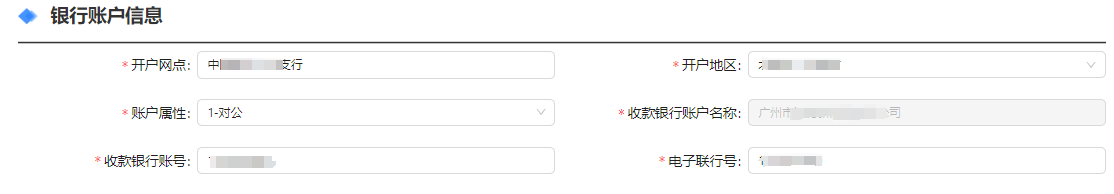 银行账户信息
*开户网点: 支行 *开户地区:
*账户属性: 1-对公 *收款银行账户名称: 广州市 公司
*收款银行账号: *电子联行号: